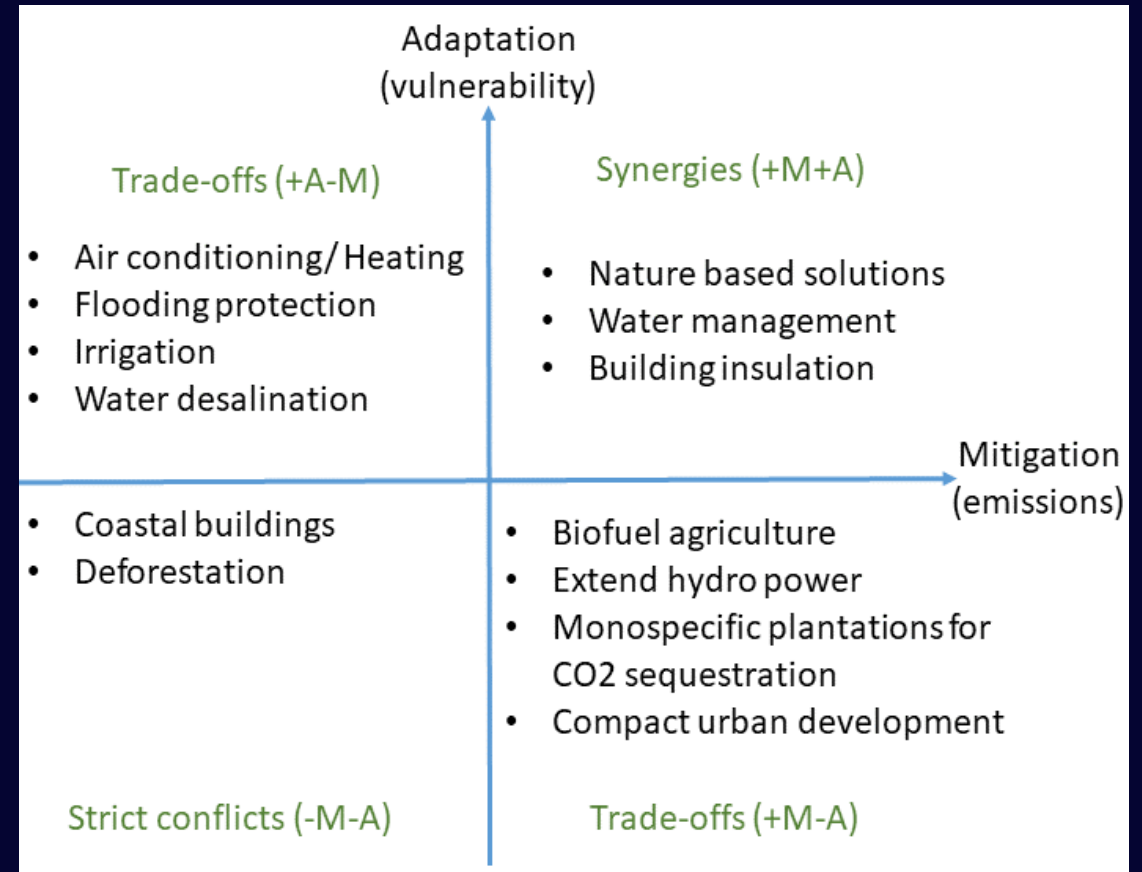 Adaptation
(vulnerability)
Trade-offs (+A-M)
• Air conditioning/Heating
• Flooding protection
• Irrigation
• Water desalination
Synergies (+M+A)
• Nature based solutions
• Water management
• Building insulation
Mitigation
(emissions)
• Coastal buildings
• Deforestation
Strict conflicts (-M-A)
• Biofuel agriculture
• Extend hydro power
• Monospecific plantations for
CO2 sequestration
• Compact urban development
Trade-offs (+M-A)